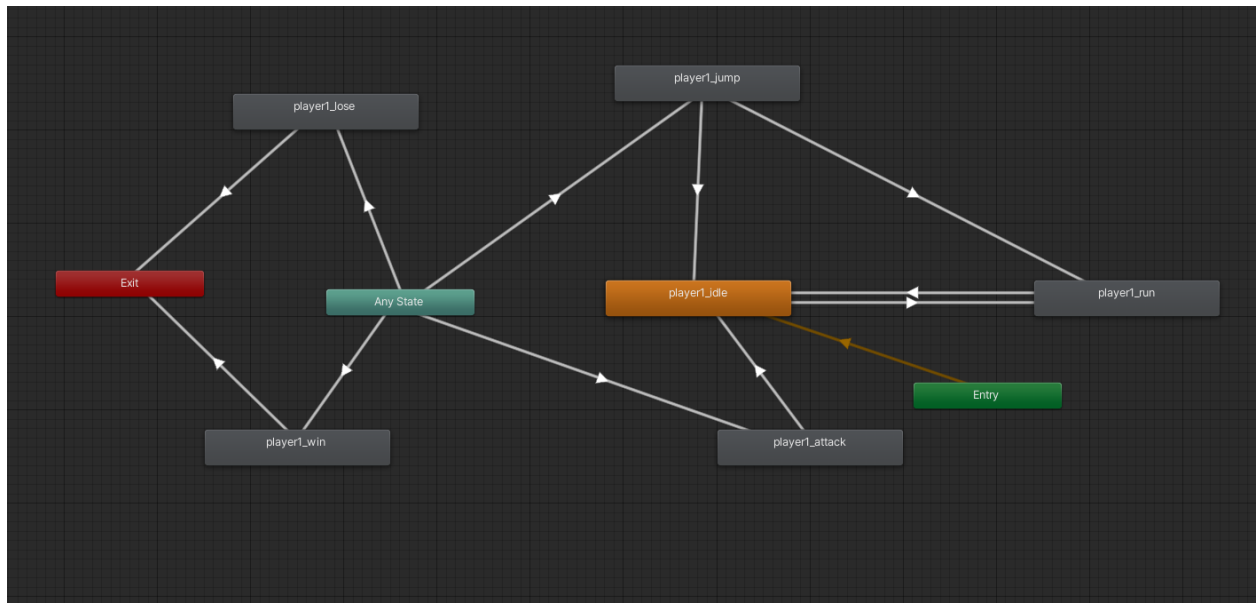 player1_jump
player1_lose
Exit
Any State
player1_idle
player1_run
Entry
player1_win
player1_attack